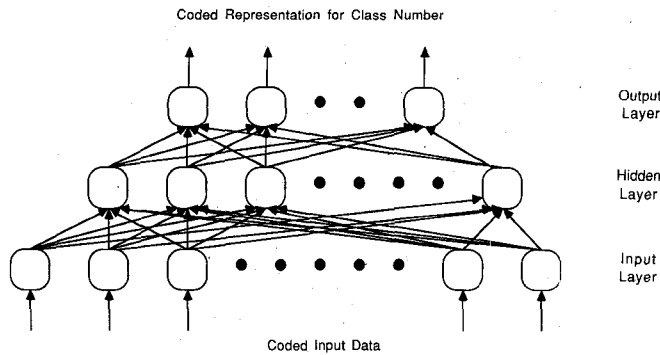 Coded Representation for Class Number
Output
Layer
Hidden
Layer
Input
Layer
Coded Input Data